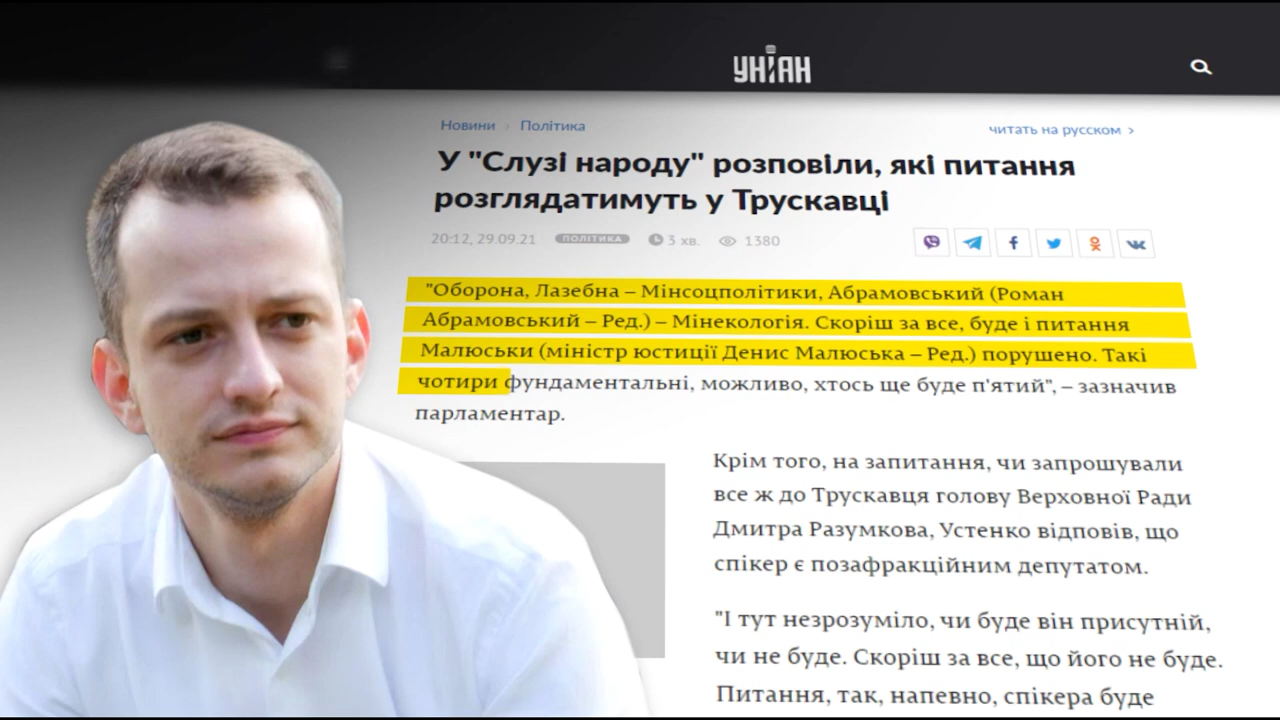 УНІАН
Новини › Політика
читать на русском ›
У "Слузі народу" розповіли, які питання
розглядатимуть у Трускавці
20:12, 29.09.21 ПОЛІТИКА 3 хв. 1380
"Оборона, Лазебна – Мінсоцполітики, Абрамовський (Роман
Абрамовський – Ред.) – Мінекологія. Скоріш за все, буде і питання
Малюськи (міністр юстиції Денис Малюська – Ред.) порушено. Такі
чотири фундаментальні, можливо, хтось ще буде п'ятий", – зазначив
парламентар.
Крім того, на запитання, чи запрошували
все ж до Трускавця голову Верховної Ради
Дмитра Разумкова, Устенко відповів, що
спікер є позафракційним депутатом.
"І тут незрозуміло, чи буде він присутній,
чи не буде. Скоріш за все, що його не буде.
Питання, так, напевно, спікера буде